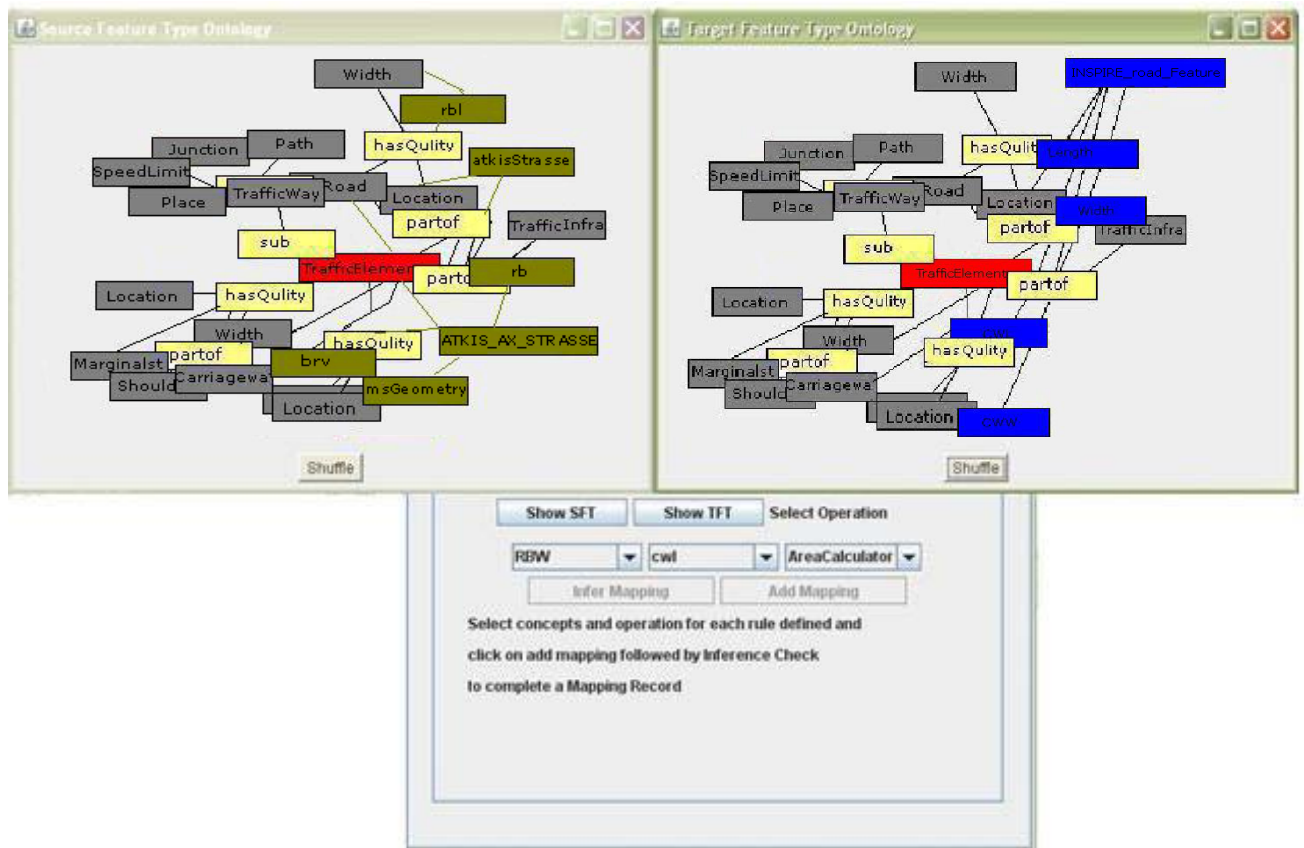 Source Feature Type Ontology
Width
rbl
Junction
Path
hasQulity
atkisStrasse
SpeedLimit
TrafficWay
Road
Place
Location
partof
TrafficInfra
sub
TrafficElemen
parto
rb
Location
hasQulity
Width
hasQulity
ATKIS_AX_STRASSE
partof
brv
Marginalst
Should
Carriagewa
msGeometry
Location
Shuffle
Target Feature Type Ontology
Width
INSPIRE_road_Feature
Junction
Path
hasQulit
Length
SpeedLimit
TrafficWay
Road
Place
Location
Width
partof
TrafficInfra
sub
TrafficElement
partof
Location
hasQulity
Width
CWL
hasQulity
partof
Marginalst
Should
Carriagewa
Location
CWW
Shuffle
Show SFT Show TFT Select Operation
RBW cwl AreaCalculator
Infer Mapping Add Mapping
Select concepts and operation for each rule defined and
click on add mapping followed by Inference Check
to complete a Mapping Record